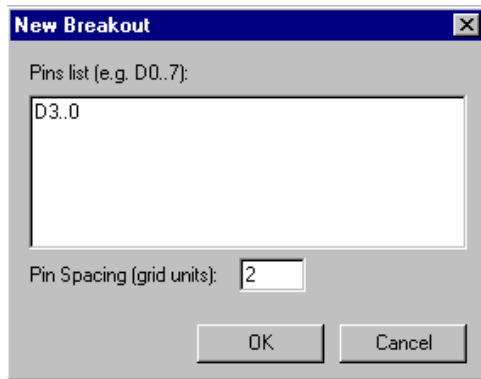 New Breakout
Pins list (e.g. D0..7):
D3..0
Pin Spacing (grid units): 2
OK Cancel